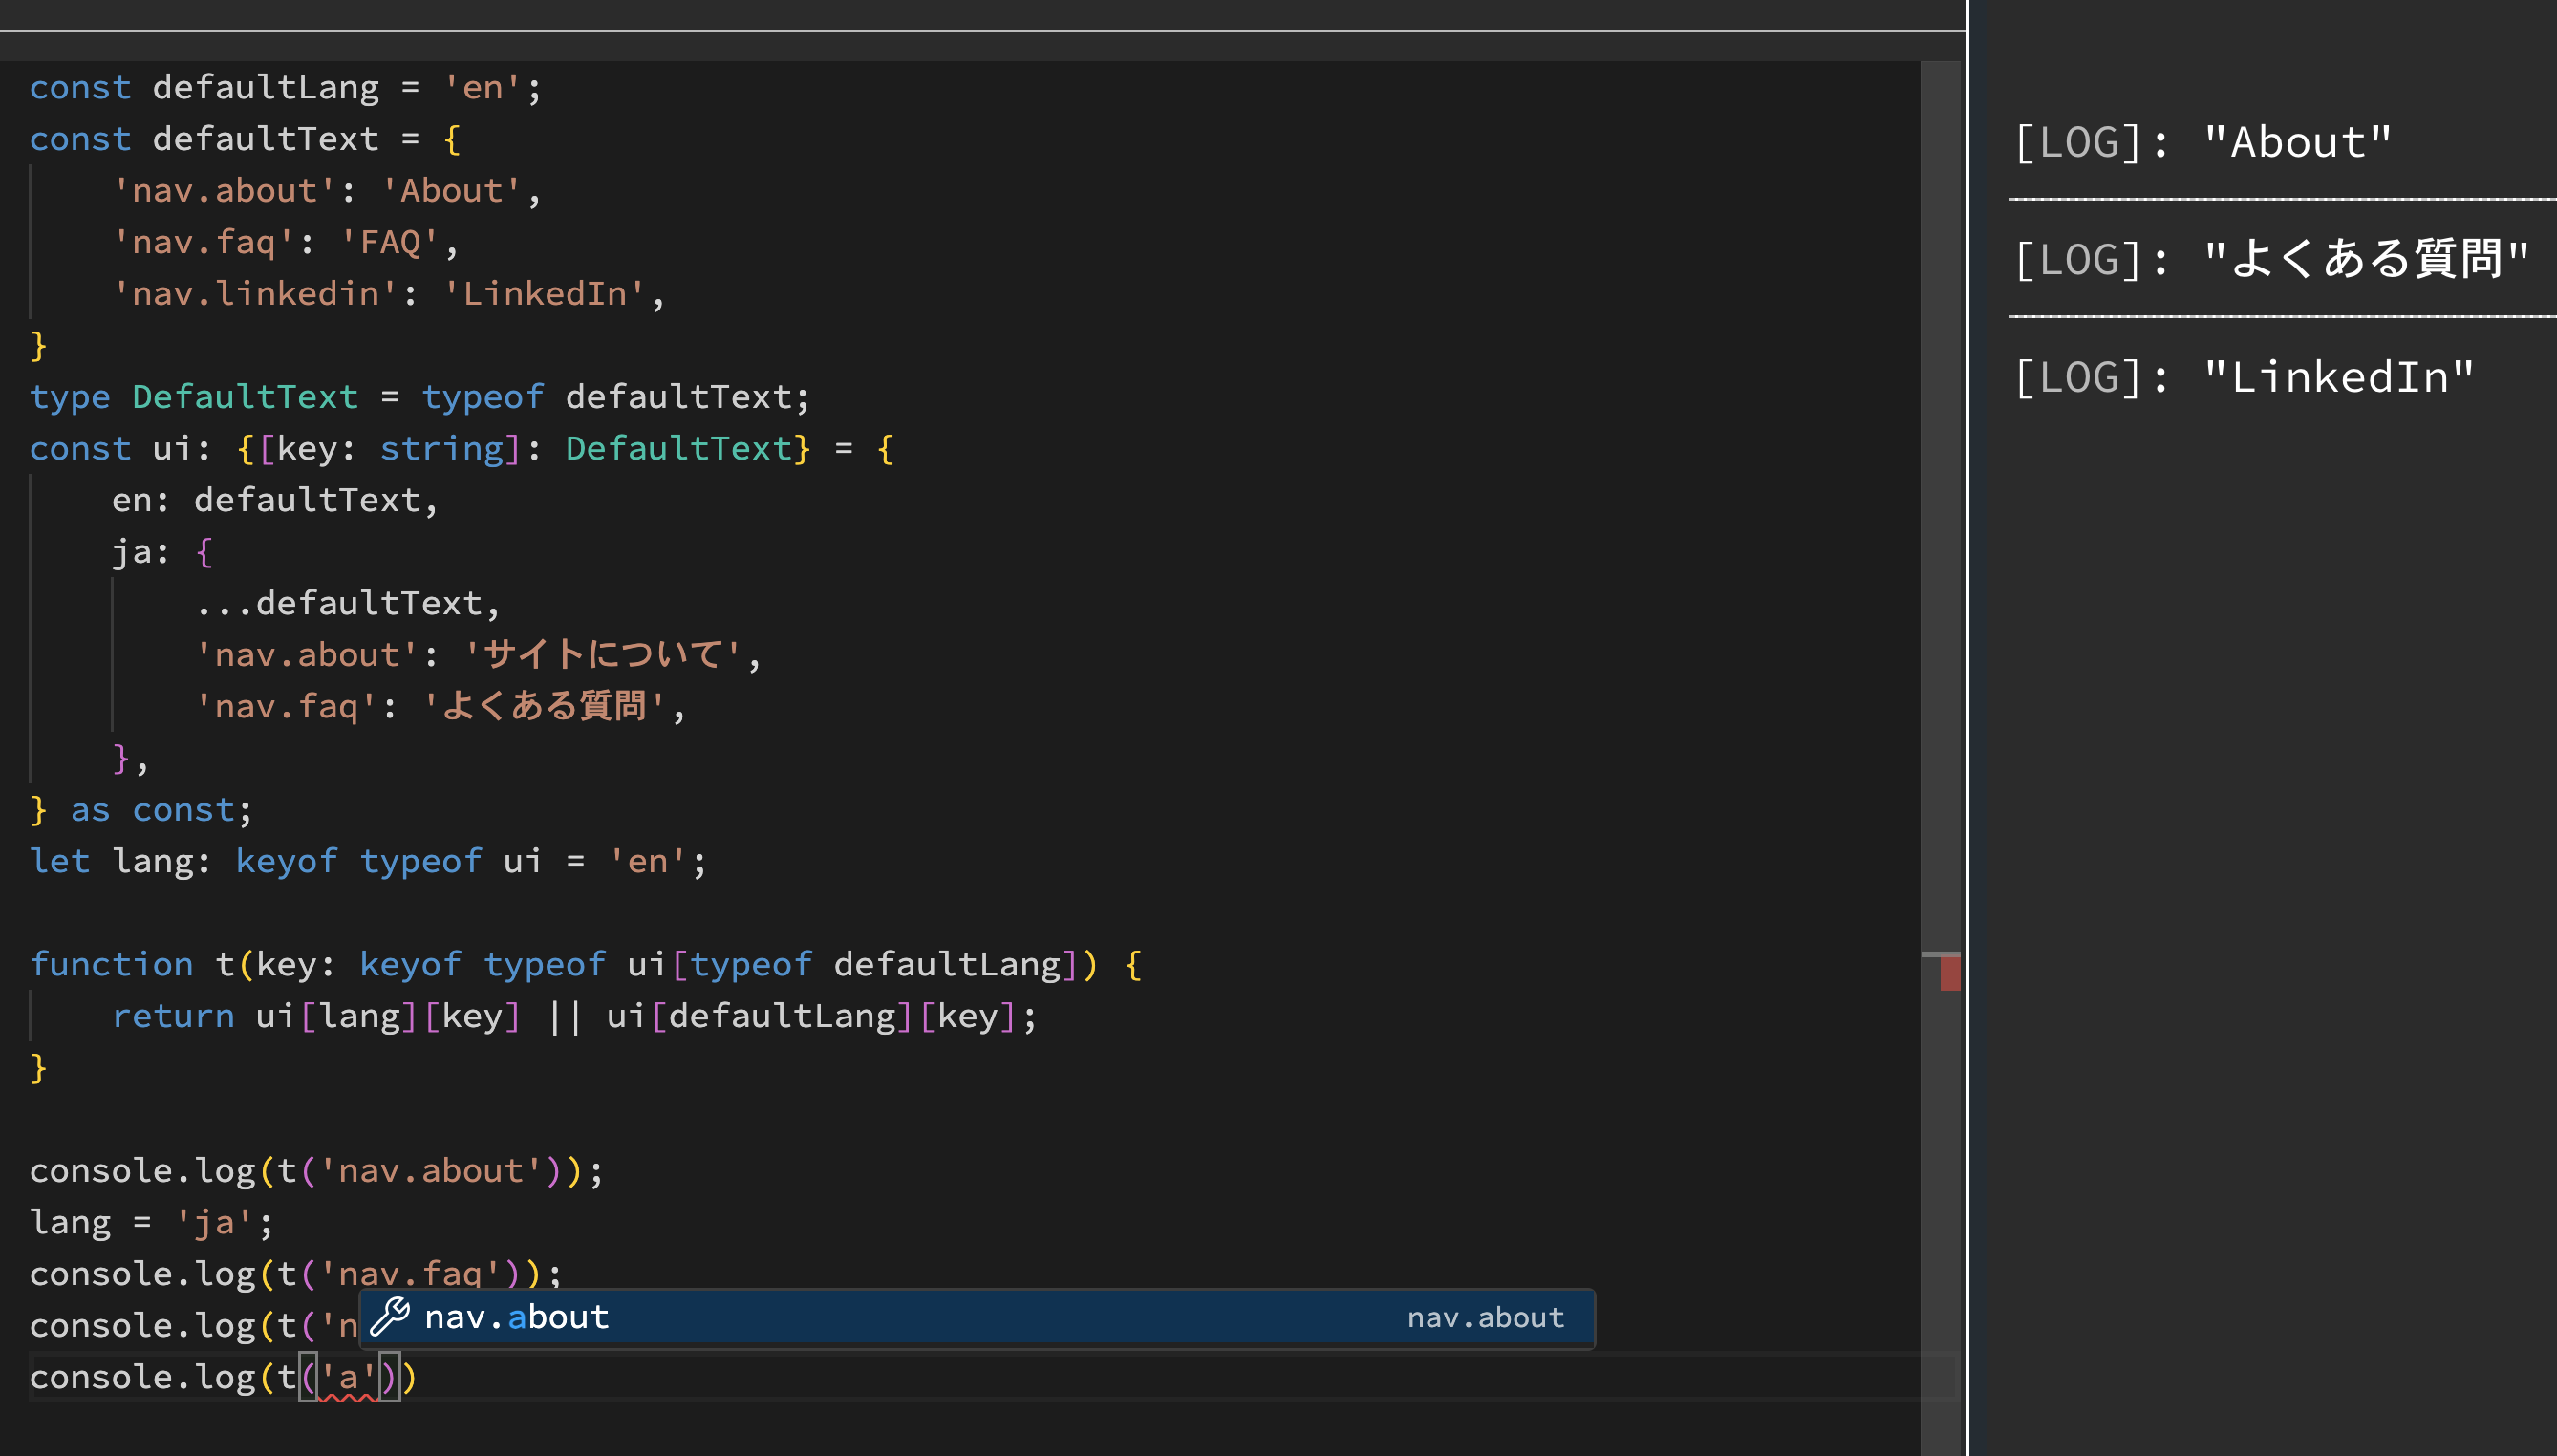 const defaultLang = 'en';
const defaultText = {
    'nav.about': 'About',
    'nav.faq': 'FAQ',
    'nav.linkedin': 'LinkedIn',
}
type DefaultText = typeof defaultText;
const ui: {[key: string]: DefaultText} = {
    en: defaultText,
    ja: {
        ...defaultText,
        'nav.about': 'サイトについて',
        'nav.faq': 'よくある質問',
    },
} as const;
let lang: keyof typeof ui = 'en';
function t(key: keyof typeof ui[typeof defaultLang]) {
    return ui[lang][key] || ui[defaultLang][key];
}
console.log(t('nav.about'));
lang = 'ja';
console.log(t('nav.faq'));
console.log(t('n
nav.about nav.about
console.log(t('a'))
[LOG]: "About"
[LOG]: "よくある質問"
[LOG]: "LinkedIn"